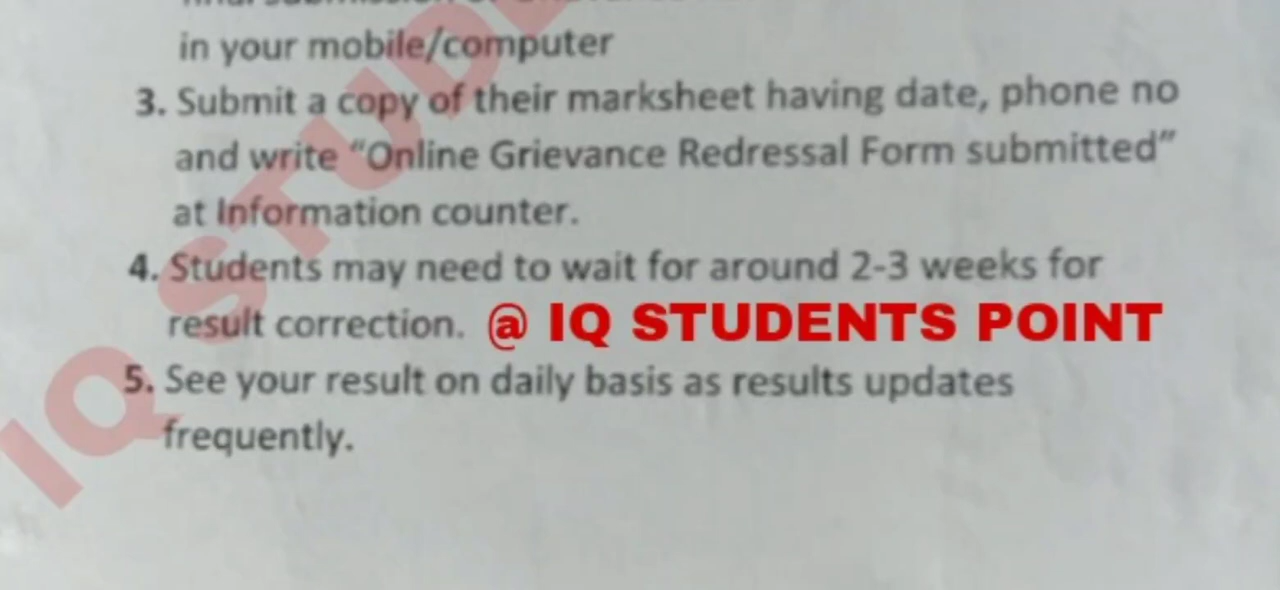 in your mobile/computer
3. Submit a copy of their marksheet having date, phone no
and write “Online Grievance Redressal Form submitted”
at Information counter.
4. Students may need to wait for around 2-3 weeks for
result correction. @ IQ STUDENTS POINT
5. See your result on daily basis as results updates
frequently.
IQ STUDE